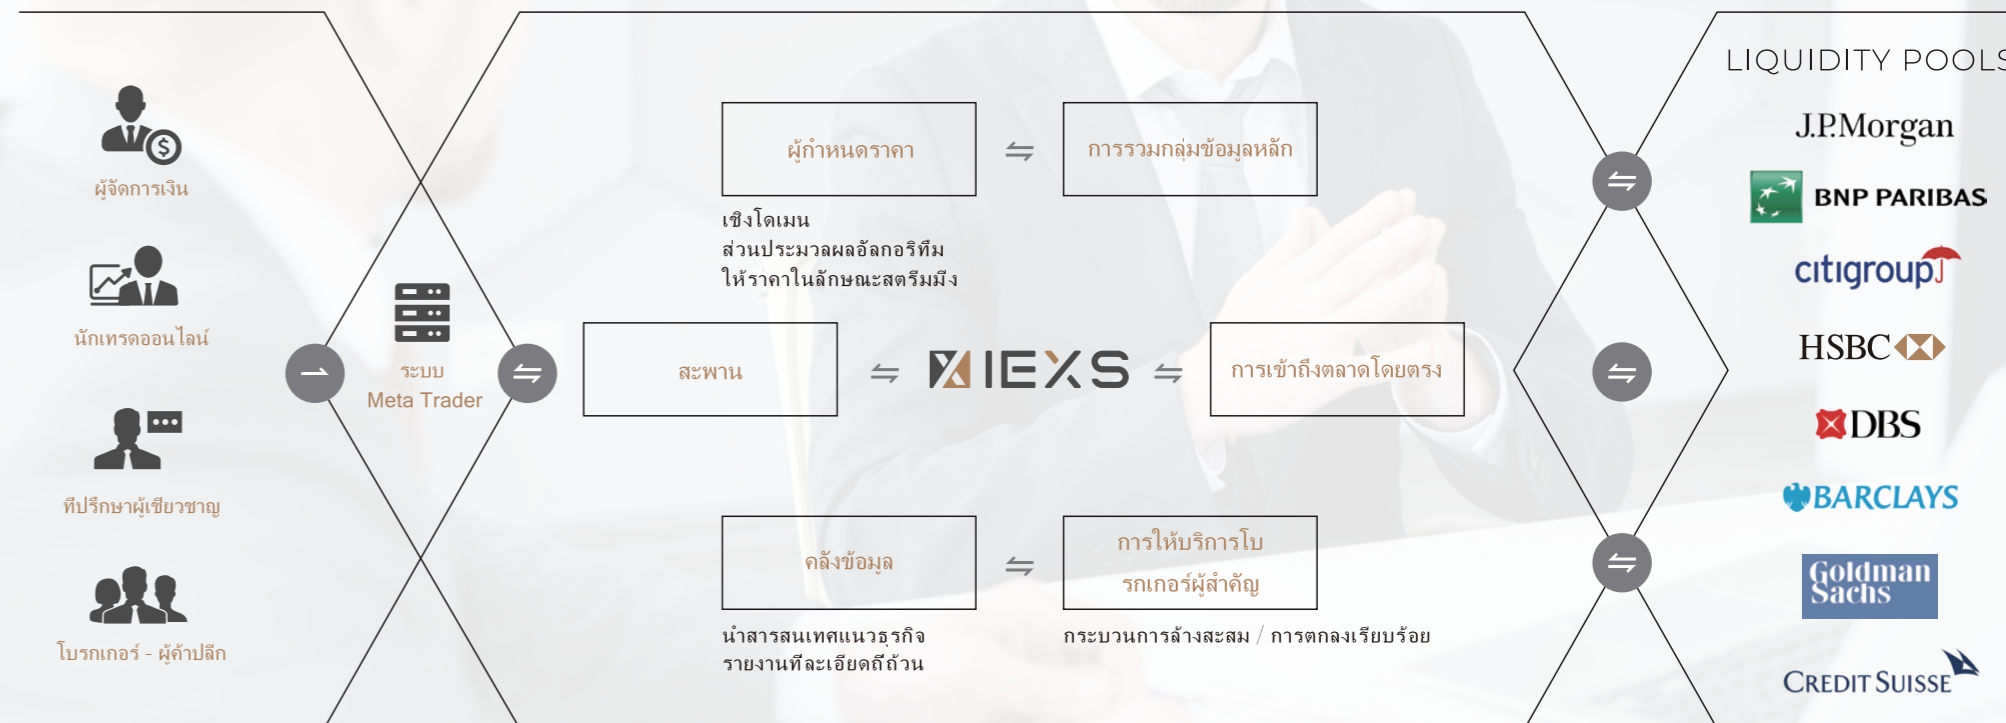 ผู้จัดการเงิน
นักเทรดออนไลน์
ที่ปรึกษาผู้เชี่ยวชาญ
โบรกเกอร์ - ผู้ค้าปลีก
ระบบ
Meta Trader
ผู้กำหนดราคา
การรวมกลุ่มข้อมูลหลัก
เชิงโดเมน
ส่วนประมวลผลอัลกอริทึม
ให้ราคาในลักษณะสตรีมมิ่ง
สะพาน
IEXS
การเข้าถึงตลาดโดยตรง
คลังข้อมูล
การให้บริการโบ
รกเกอร์ผู้สำคัญ
นำสารสนเทศแนวธุรกิจ
รายงานที่ละเอียดถี่ถ้วน
กระบวนการล้างสะสม / การตกลงเรียบร้อย
LIQUIDITY POOLS
J.P.Morgan
BNP PARIBAS
citigroup
HSBC
DBS
BARCLAYS
Goldman
Sachs
CREDIT SUISSE